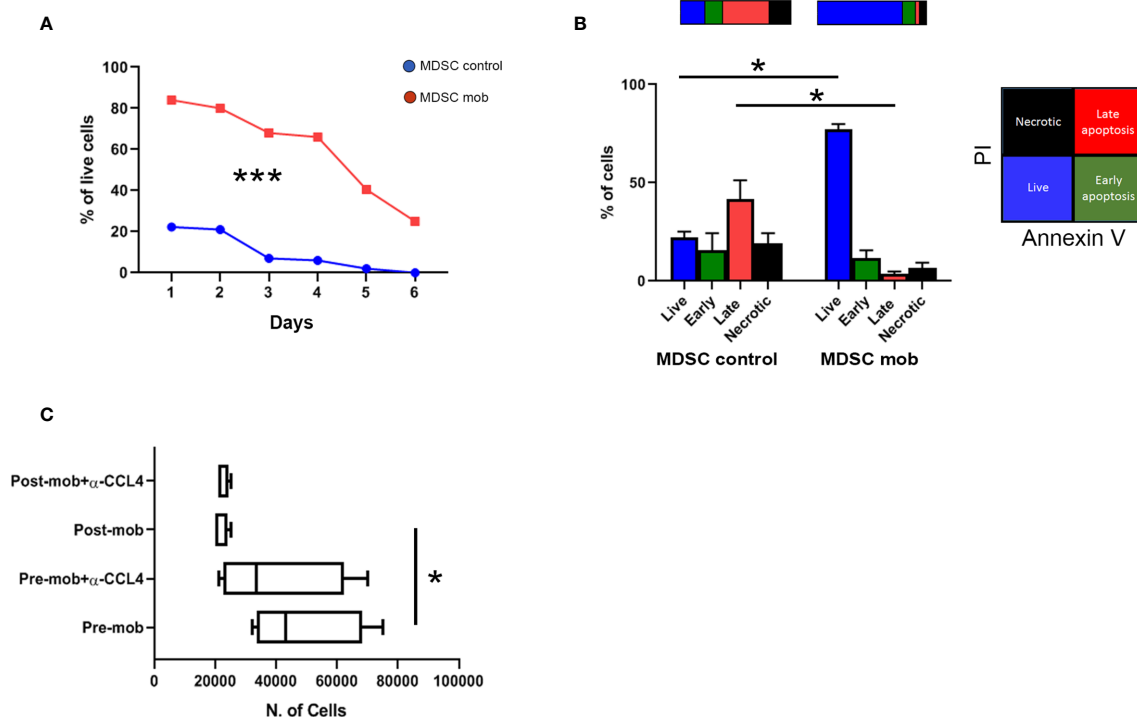 A
% of live cells
100
80
60
40
20
0
***
1 2 3 4 5 6
Days
MDSC control
MDSC mob
B
% of cells
100
50
0
*
*
Live Early Late Necrotic
Live Early Late Necrotic
MDSC control MDSC mob
PI
Necrotic
Late
apoptosis
Live
Early
apoptosis
Annexin V
C
Post-mob+α-CCL4
Post-mob
Pre-mob+α-CCL4
Pre-mob
*
0 20000 40000 60000 80000 100000
N. of Cells